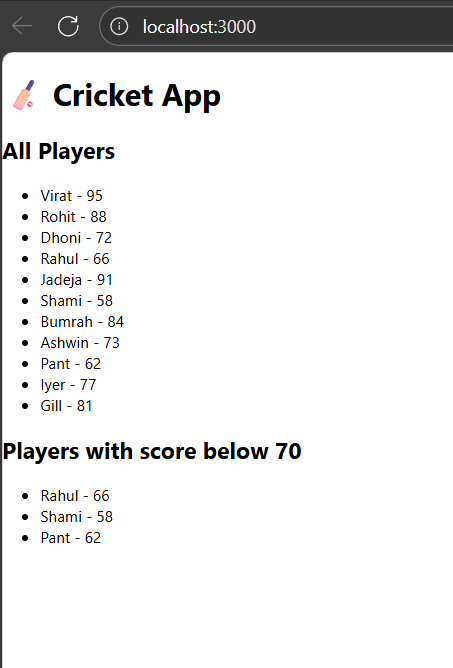 localhost:3000
Cricket App
All Players
Virat - 95
Rohit - 88
Dhoni - 72
Rahul - 66
Jadeja - 91
Shami - 58
Bumrah - 84
Ashwin - 73
Pant - 62
Iyer - 77
Gill - 81
Players with score below 70
Rahul - 66
Shami - 58
Pant - 62